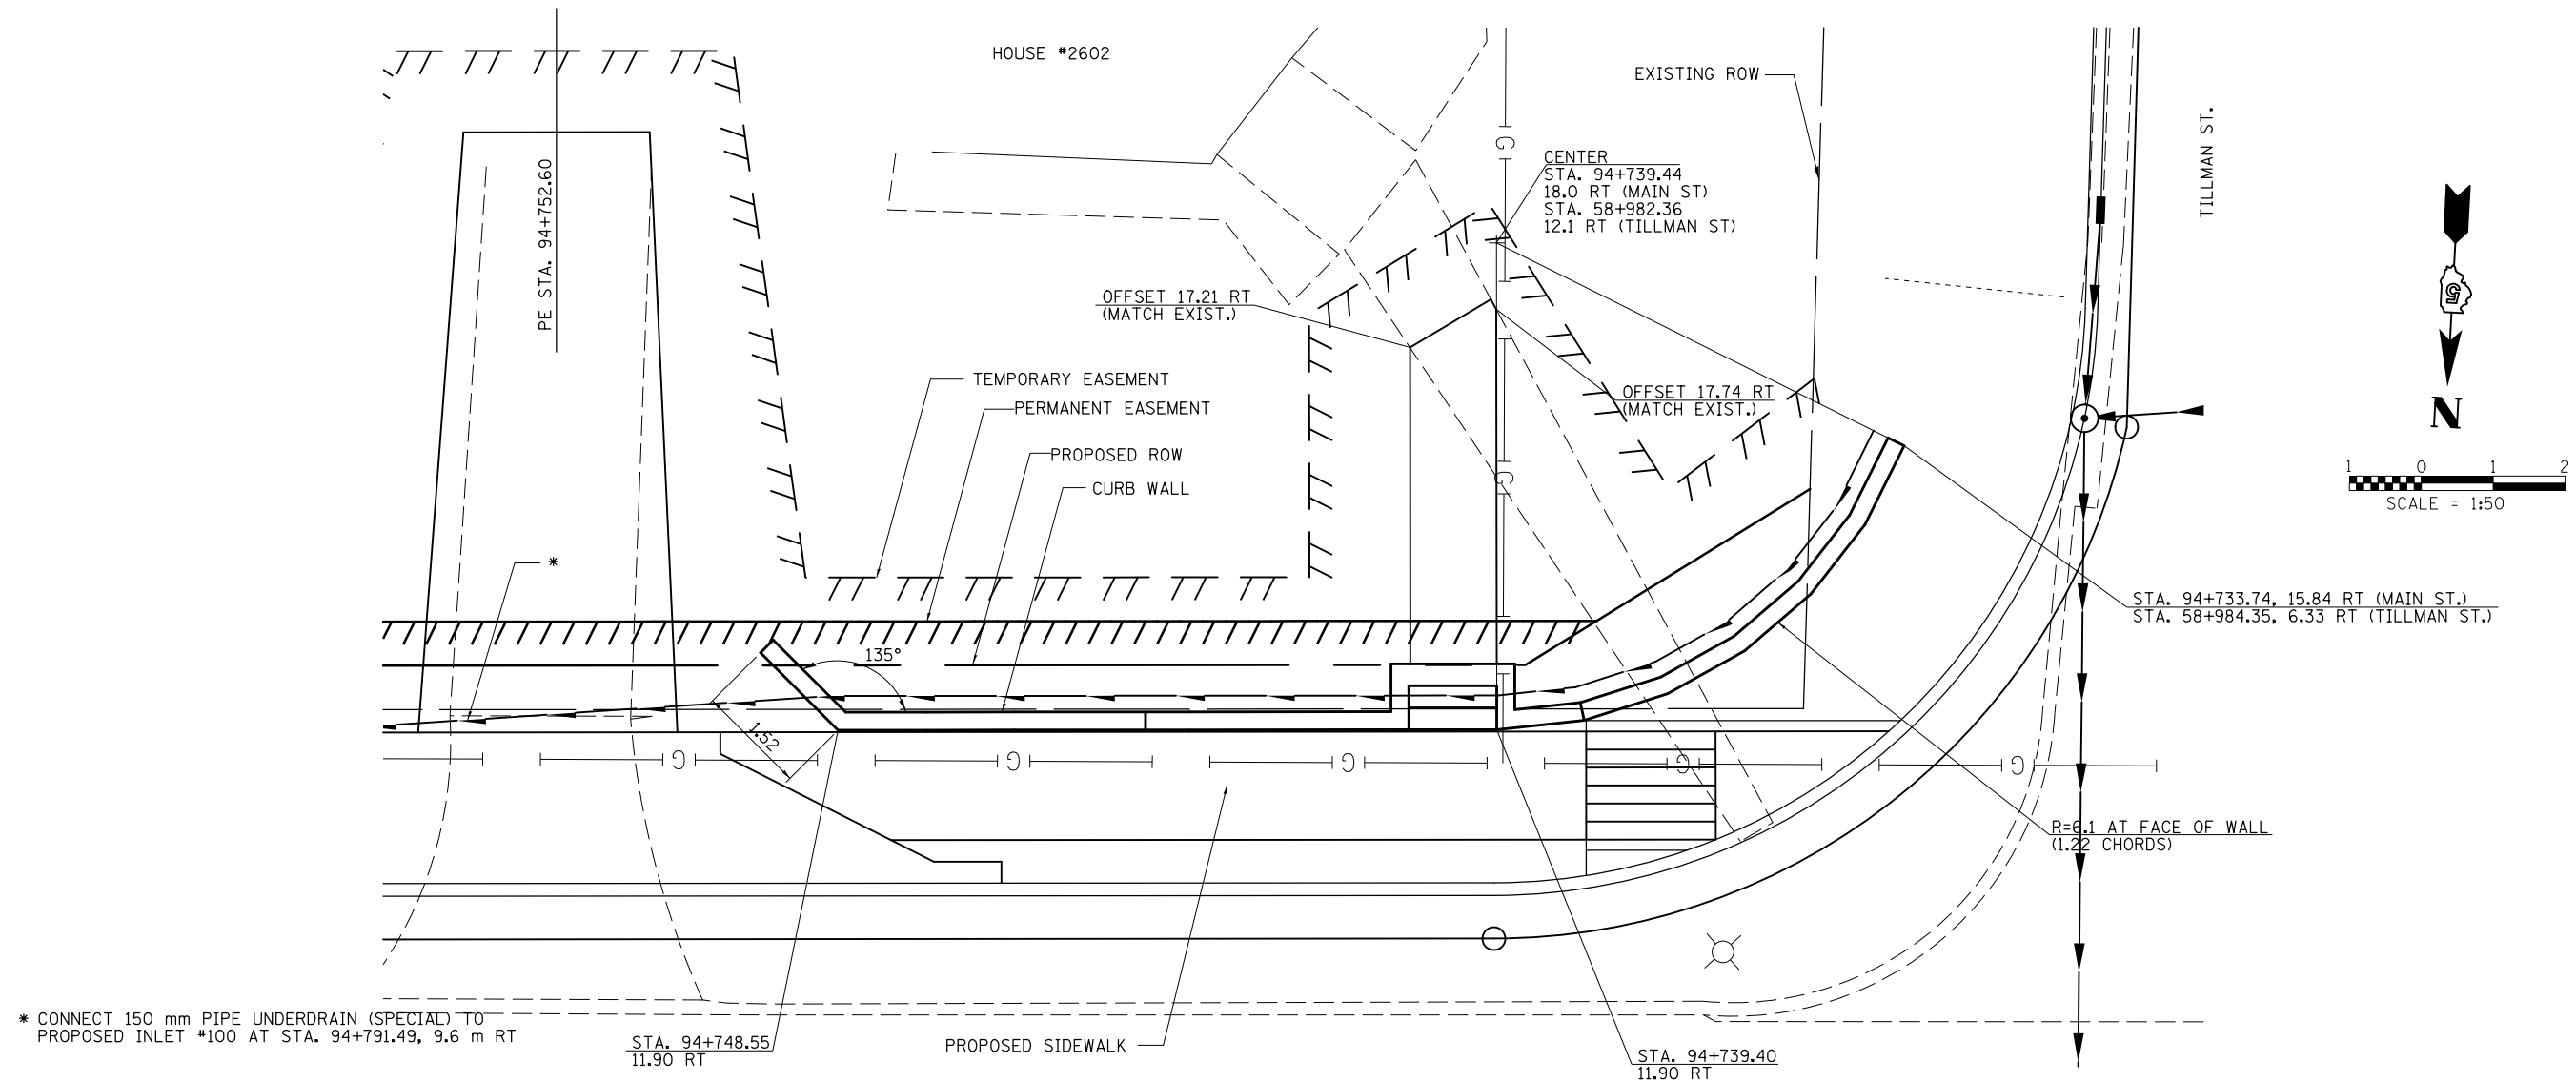 HOUSE #2602
EXISTING ROW
TILLMAN ST.
PE STA. 94+752.60
G
CENTER
STA. 94+739.44
18.0 RT (MAIN ST)
STA. 58+982.36
12.1 RT (TILLMAN ST)
5
OFFSET 17.21 RT
(MATCH EXIST.)
TEMPORARY EASEMENT
PERMANENT EASEMENT
OFFSET 17.74 RT
(MATCH EXIST.)
N
PROPOSED ROW
CURB WALL
G
1 0 1 2
SCALE = 1:50
*
STA. 94+733.74, 15.84 RT (MAIN ST.)
STA. 58+984.35, 6.33 RT (TILLMAN ST.)
135°
1.52
G G G G G
R=6.1 AT FACE OF WALL
(1.22 CHORDS)
* CONNECT 150 mm PIPE UNDERDRAIN (SPECIAL) TO
PROPOSED INLET #100 AT STA. 94+791.49, 9.6 m RT
STA. 94+748.55
11.90 RT
PROPOSED SIDEWALK
STA. 94+739.40
11.90 RT